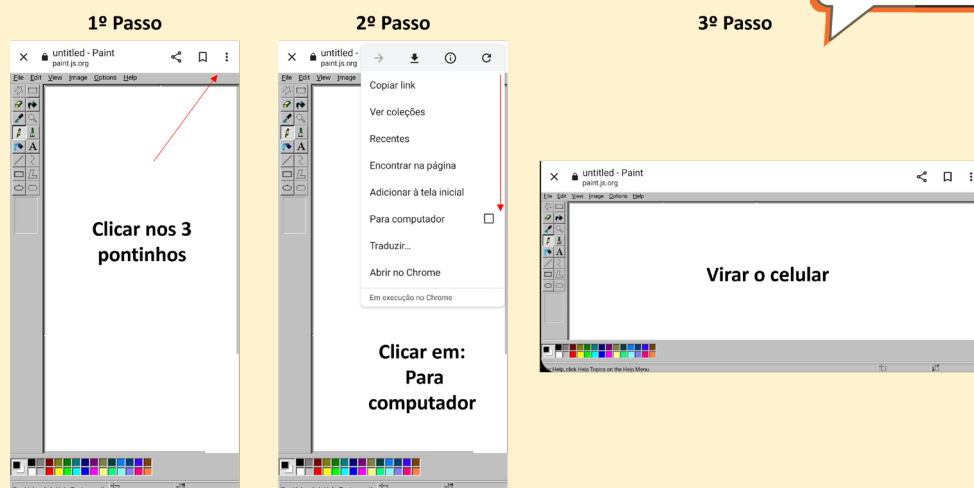 1º Passo
2º Passo
3º Passo
untitled - Paint
paint.js.org
File Edit View Image Options Help
Clicar nos 3
pontinhos
untitled -
paint.js.org
File Edit View Image
Copiar link
Ver coleções
Recentes
Encontrar na página
Adicionar à tela inicial
Para computador
Traduzir...
Abrir no Chrome
Em execução no Chrome
Clicar em:
Para
computador
untitled - Paint
paint.js.org
File Edit View Image Options Help
A
Virar o celular
Help, click Help Topics on the Help Menu.